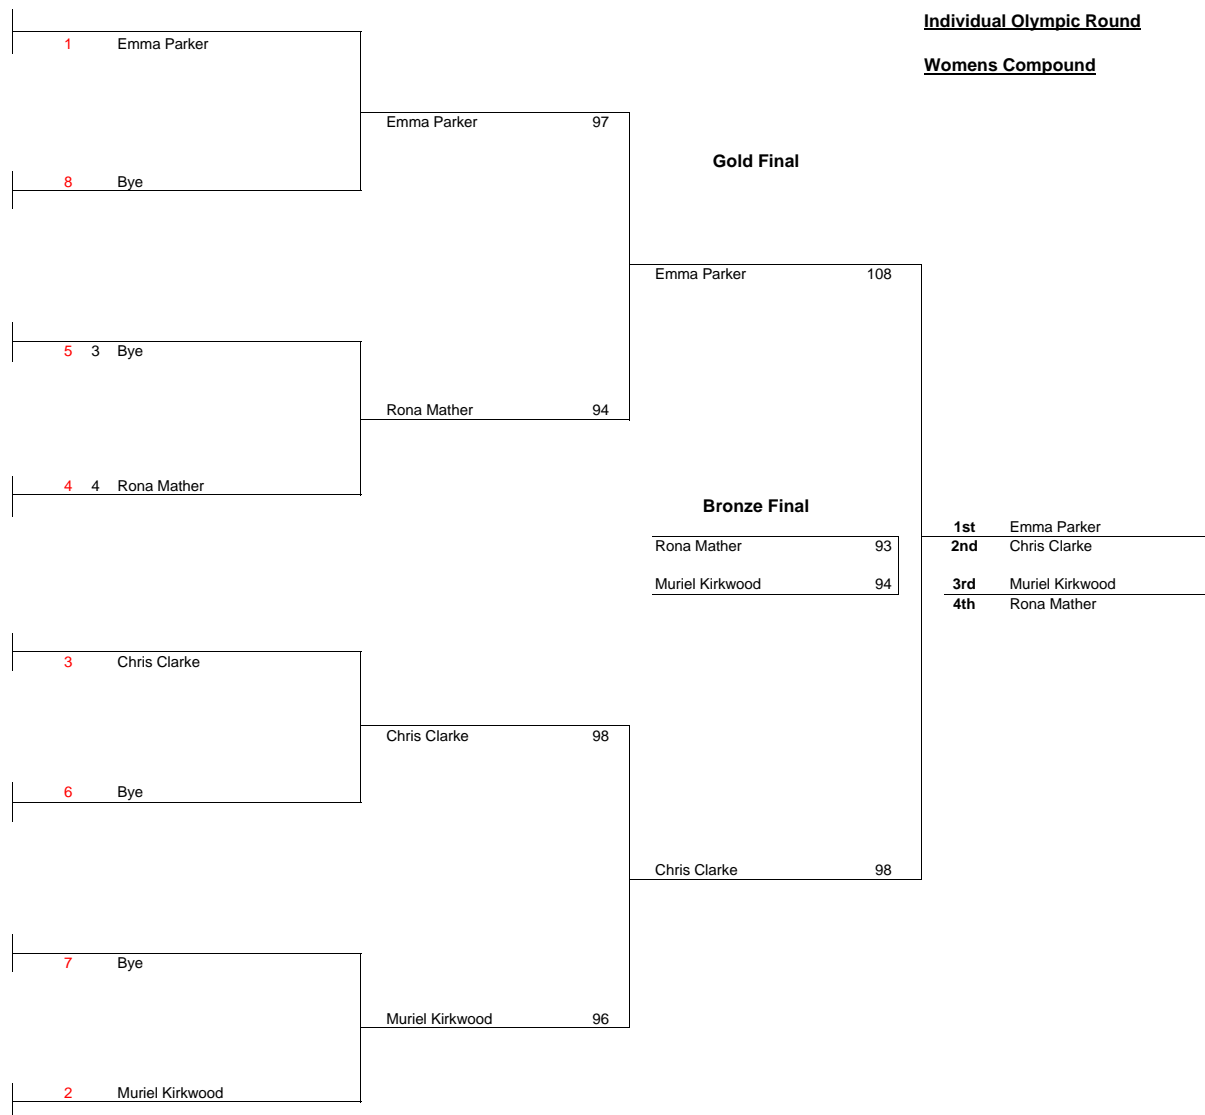 Individual Olympic Round
1 Emma Parker
Womens Compound
Emma Parker 97
Gold Final
8 Bye
Emma Parker 108
5 3 Bye
Rona Mather 94
4 4 Rona Mather
Bronze Final
1st Emma Parker
Rona Mather 93
2nd Chris Clarke
Muriel Kirkwood 94
3rd Muriel Kirkwood
4th Rona Mather
3 Chris Clarke
Chris Clarke 98
6 Bye
Chris Clarke 98
7 Bye
Muriel Kirkwood 96
2 Muriel Kirkwood